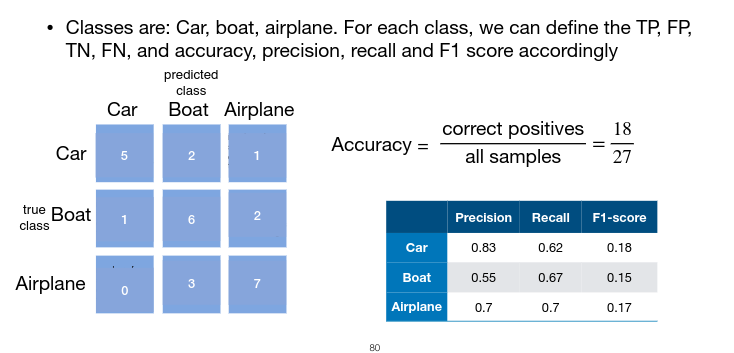 • Classes are: Car, boat, airplane. For each class, we can define the TP, FP,
TN, FN, and accuracy, precision, recall and F1 score accordingly
predicted
class
Car Boat Airplane
Car 5 2 1
true
class Boat 1 6 2
Airplane 0 3 7
Accuracy = correct positives / all samples = 18 / 27
Precision Recall F1-score
Car 0.83 0.62 0.18
Boat 0.55 0.67 0.15
Airplane 0.7 0.7 0.17
80